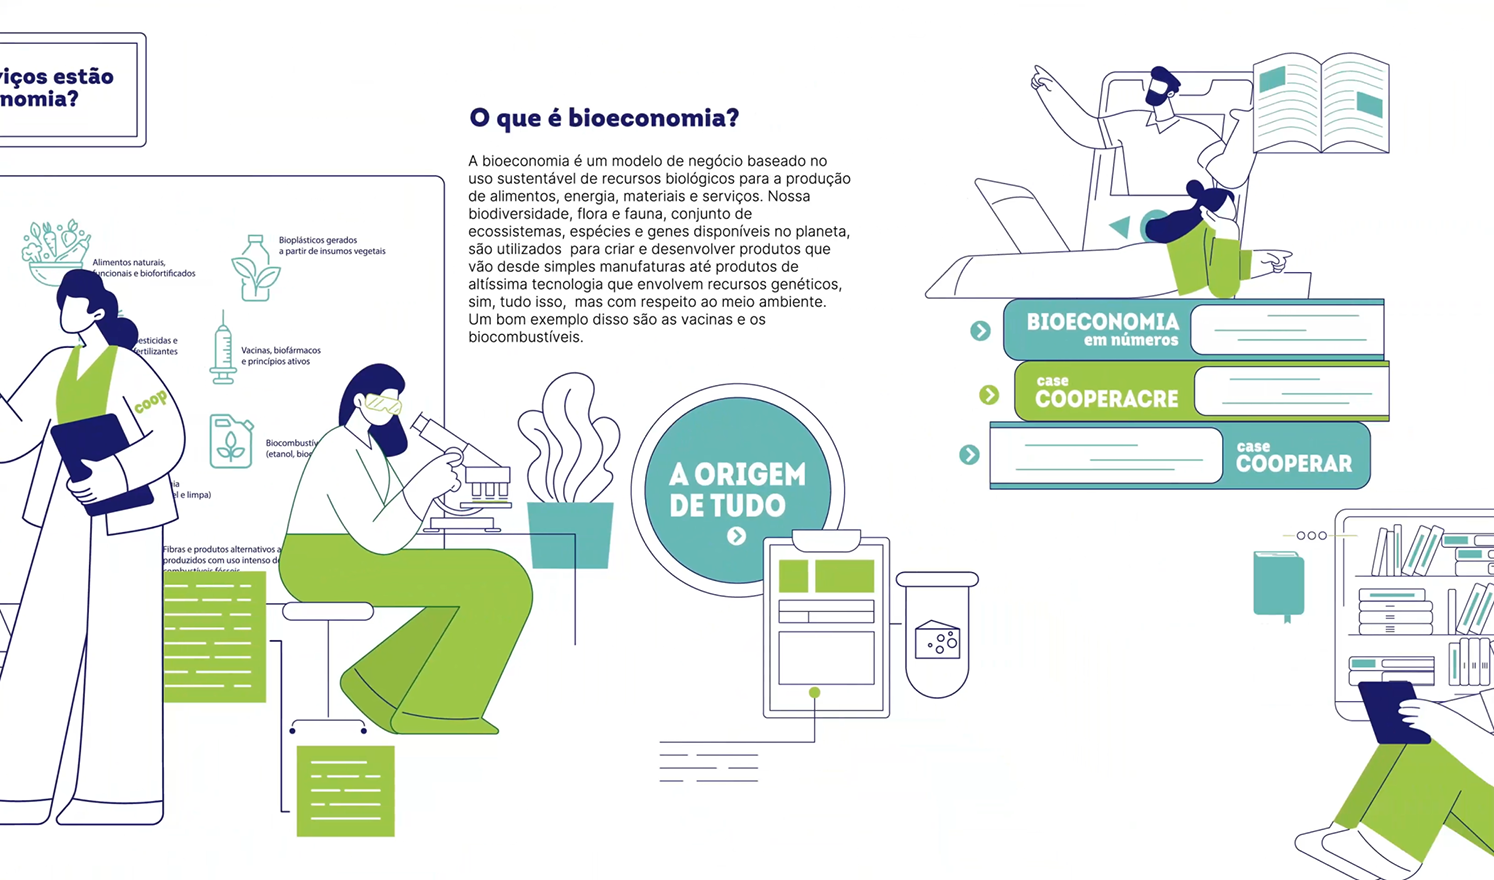 viços estão
nomia?
Alimentos naturais,
funcionais e biofortificados
Bioplásticos gerados
a partir de insumos vegetais
esticidas e
fertilizantes
Vacinas, biofármacos
e princípios ativos
coop
Biocombustív
(etanol, biod
ia
el e limpa)
Fibras e produtos alternativos a
produzidos com uso intenso d
combustíveis fósseis
O que é bioeconomia?
A bioeconomia é um modelo de negócio baseado no
uso sustentável de recursos biológicos para a produção
de alimentos, energia, materiais e serviços. Nossa
biodiversidade, flora e fauna, conjunto de
ecossistemas, espécies e genes disponíveis no planeta,
são utilizados para criar e desenvolver produtos que
vão desde simples manufaturas até produtos de
altíssima tecnologia que envolvem recursos genéticos,
sim, tudo isso, mas com respeito ao meio ambiente.
Um bom exemplo disso são as vacinas e os
biocombustíveis.
A ORIGEM
DE TUDO
BIOECONOMIA
em números
case
COOPERACRE
case
COOPERAR